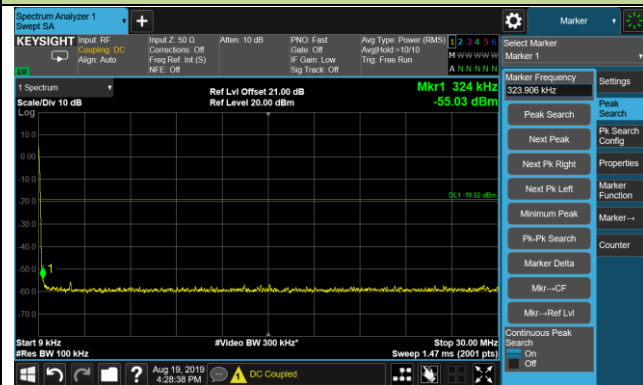 Spectrum Analyzer 1
Swept SA
Marker
KEYSIGHT
Input: RF
Coupling: DC
Align: Auto
Input Z: 50 Ω
Corrections: Off
Freq Ref: Int (S)
NFE: Off
Atten: 10 dB
PNO: Fast
Gate: Off
IF Gain: Low
Sig Track: Off
Avg Type: Power (RMS)
Avg|Hold:>10/10
Trig: Free Run
1 2 3 4 5 6
M W W W W W
A N N N N N
Select Marker
Marker 1
1 Spectrum
Scale/Div 10 dB
Log
Ref Lvl Offset 21.00 dB
Ref Level 20.00 dBm
Mkr1 324 kHz
-55.03 dBm
10.0
0.00
-10.0
-20.0
-30.0
-40.0
-50.0
-60.0
-70.0
DL1 -19.02 dBm
1
Start 9 kHz
#Res BW 100 kHz
#Video BW 300 kHz*
Stop 30.00 MHz
Sweep 1.47 ms (2001 pts)
Marker Frequency
323.906 kHz
Peak Search
Next Peak
Next Pk Right
Next Pk Left
Minimum Peak
Pk-Pk Search
Marker Delta
Mkr→CF
Mkr→Ref Lvl
Continuous Peak
Search
On
Off
Settings
Peak
Search
Pk Search
Config
Properties
Marker
Function
Marker→
Counter
Aug 19, 2019
4:28:38 PM
DC Coupled